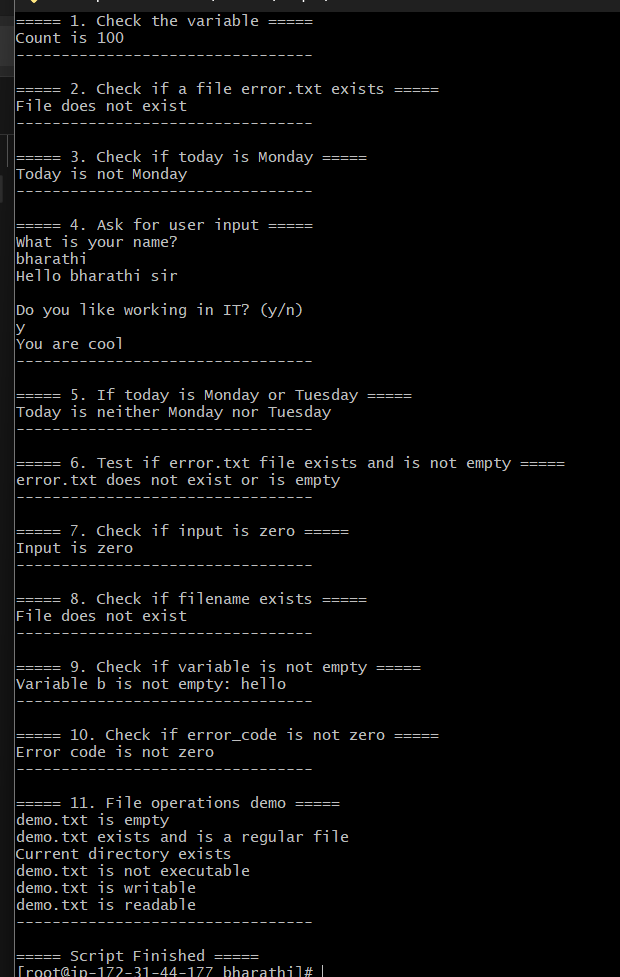 ===== 1. Check the variable =====
Count is 100
---------------------------------
===== 2. Check if a file error.txt exists =====
File does not exist
---------------------------------
===== 3. Check if today is Monday =====
Today is not Monday
---------------------------------
===== 4. Ask for user input =====
What is your name?
bharathi
Hello bharathi sir
Do you like working in IT? (y/n)
y
You are cool
---------------------------------
===== 5. If today is Monday or Tuesday =====
Today is neither Monday nor Tuesday
---------------------------------
===== 6. Test if error.txt file exists and is not empty =====
error.txt does not exist or is empty
---------------------------------
===== 7. Check if input is zero =====
Input is zero
---------------------------------
===== 8. Check if filename exists =====
File does not exist
---------------------------------
===== 9. Check if variable is not empty =====
Variable b is not empty: hello
---------------------------------
===== 10. Check if error_code is not zero =====
Error code is not zero
---------------------------------
===== 11. File operations demo =====
demo.txt is empty
demo.txt exists and is a regular file
Current directory exists
demo.txt is not executable
demo.txt is writable
demo.txt is readable
---------------------------------
===== Script Finished =====
[root@ip-172-31-44-177 bharathi]#